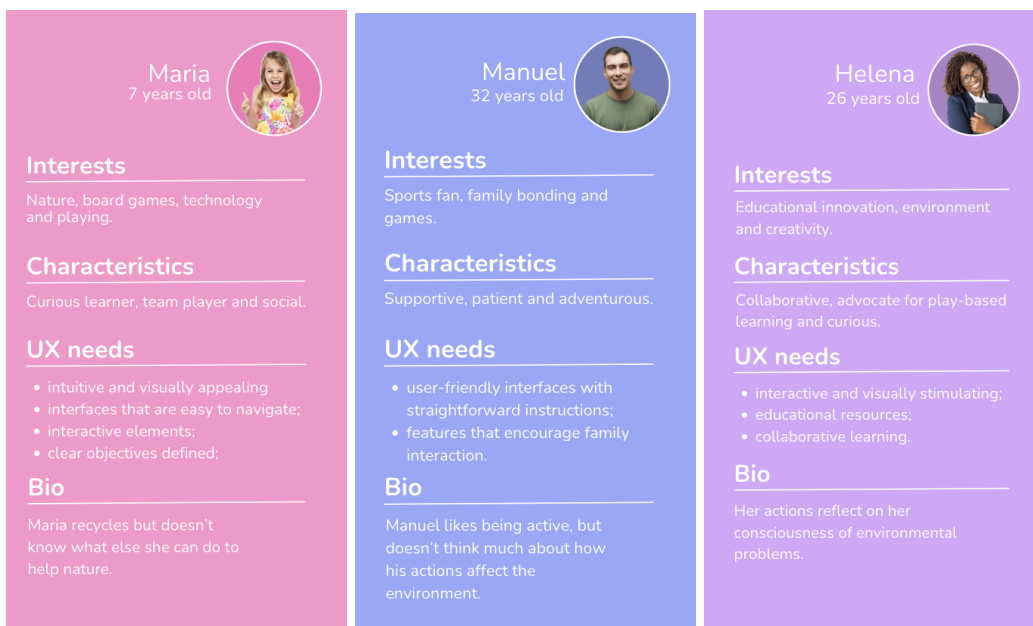 Maria
7 years old
Interests
Nature, board games, technology
and playing.
Characteristics
Curious learner, team player and social.
UX needs
• intuitive and visually appealing
• interfaces that are easy to navigate;
• interactive elements;
• clear objectives defined;
Bio
Maria recycles but doesn't
know what else she can do to
help nature.
Manuel
32 years old
Interests
Sports fan, family bonding and
games.
Characteristics
Supportive, patient and adventurous.
UX needs
• user-friendly interfaces with
straightforward instructions;
• features that encourage family
interaction.
Bio
Manuel likes being active, but
doesn't think much about how
his actions affect the
environment.
Helena
26 years old
Interests
Educational innovation, environment
and creativity.
Characteristics
Collaborative, advocate for play-based
learning and curious.
UX needs
• interactive and visually stimulating;
• educational resources;
• collaborative learning.
Bio
Her actions reflect on her
consciousness of environmental
problems.